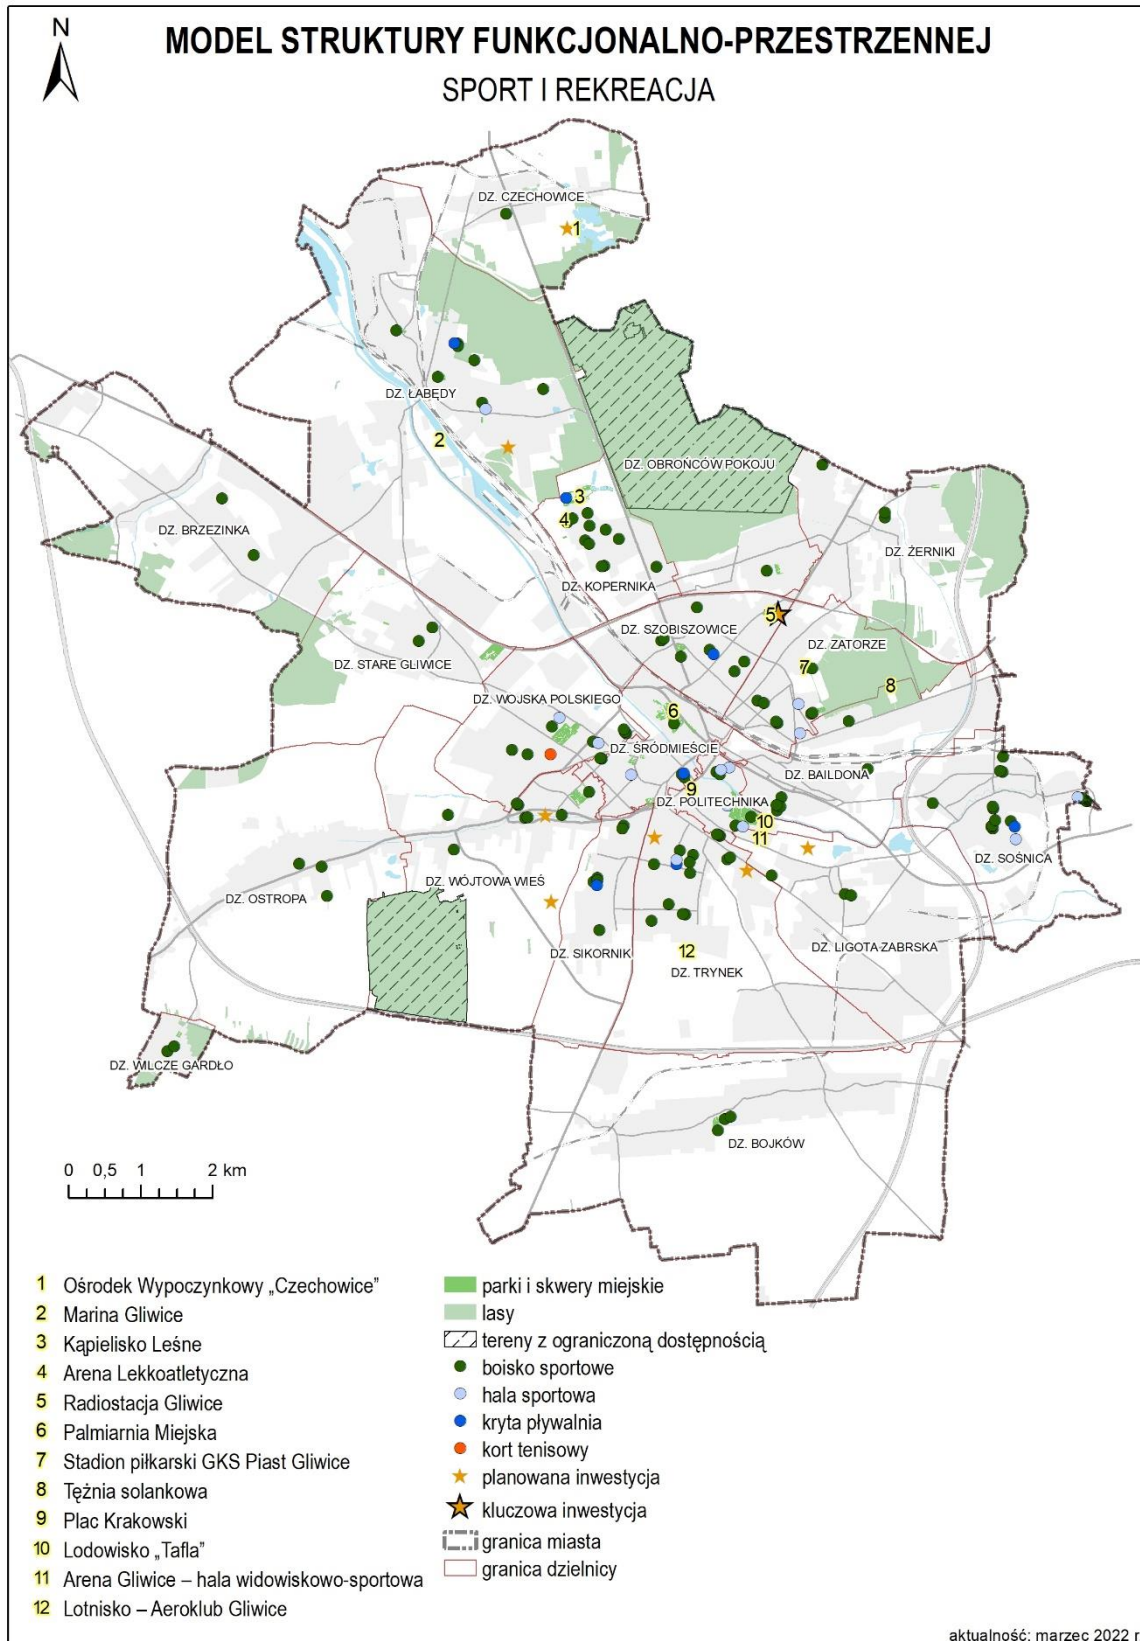 N
MODEL STRUKTURY FUNKCJONALNO-PRZESTRZENNEJ
SPORT I REKREACJA
DZ. CZECHOWICE
1
DZ. ŁABĘDY
2
DZ. OBROŃCÓW POKOJU
3
4
DZ. BRZEZINKA
DZ. ŻERNIKI
DZ. KOPERNIKA
5
DZ. SZOBISZOWICE
DZ. ZATORZE
DZ. STARE GLIWICE
7
8
DZ. WOJSKA POLSKIEGO
6
DZ. ŚRÓDMIEŚCIE
DZ. BAILDONA
9
DZ. POLITECHNIKA
10
11
DZ. SOŚNICA
DZ. WÓJTOWA WIEŚ
DZ. OSTROPA
DZ. SIKORNIK
12
DZ. LIGOTA ZABRSKA
DZ. TRYNEK
DZ. WILCZE GARDŁO
DZ. BOJKÓW
0 0,5 1 2 km
1 Ośrodek Wypoczynkowy „Czechowice”
2 Marina Gliwice
3 Kąpielisko Leśne
4 Arena Lekkoatletyczna
5 Radiostacja Gliwice
6 Palmiarnia Miejska
7 Stadion piłkarski GKS Piast Gliwice
8 Tężnia solankowa
9 Plac Krakowski
10 Lodowisko „Tafla”
11 Arena Gliwice – hala widowiskowo-sportowa
12 Lotnisko – Aeroklub Gliwice
parki i skwery miejskie
lasy
tereny z ograniczoną dostępnością
boisko sportowe
hala sportowa
kryta pływalnia
kort tenisowy
planowana inwestycja
kluczowa inwestycja
granica miasta
granica dzielnicy
aktualność: marzec 2022 r